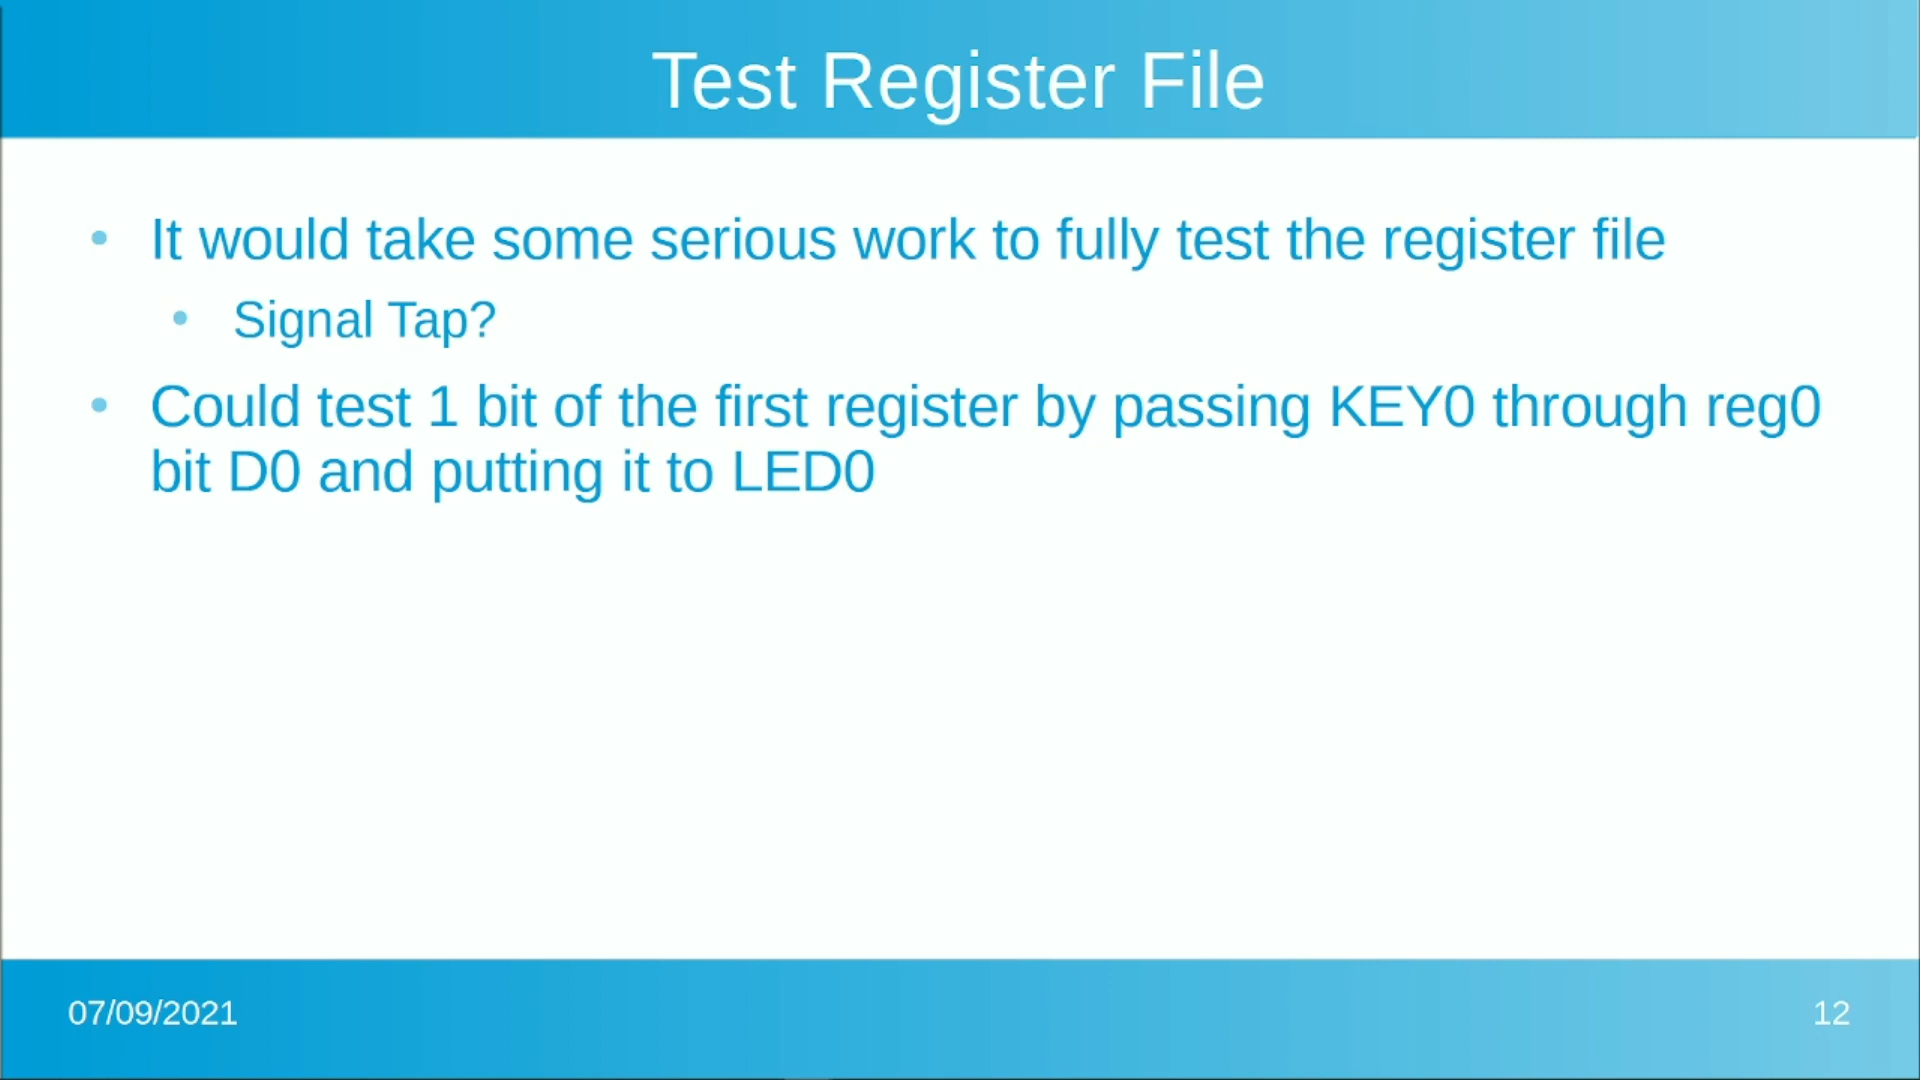 Test Register File
• It would take some serious work to fully test the register file
• Signal Tap?
• Could test 1 bit of the first register by passing KEY0 through reg0
bit D0 and putting it to LED0
07/09/2021
12